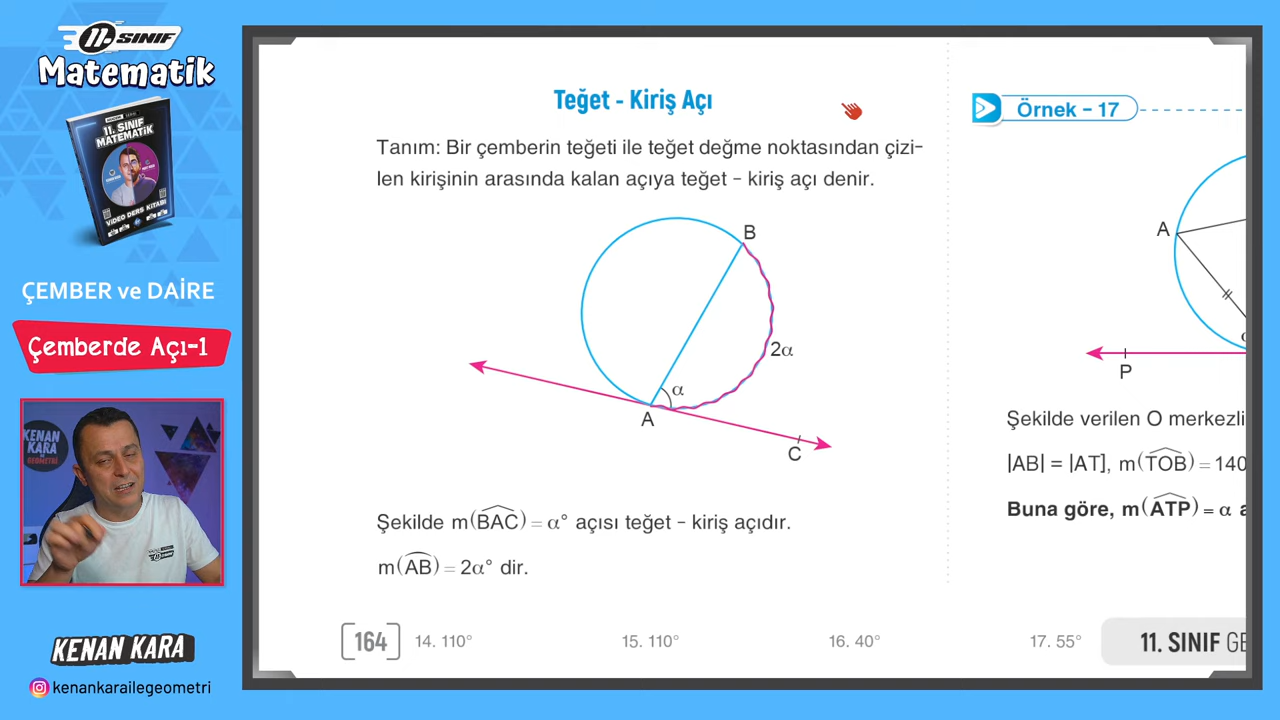 11. SINIF
Matematik
11. SINIF
MATEMATİK
VİDEO DERS KİTABI
ÇEMBER ve DAİRE
Çemberde Açı-1
KENAN
KARA
GEOMETRİ
11. SINIF
KENAN KARA
kenankarailegeometri
Teğet - Kiriş Açı
Tanım: Bir çemberin teğeti ile teğet değme noktasından çizi-
len kirişinin arasında kalan açıya teğet - kiriş açı denir.
B
2α
α
A
C
Şekilde m(BAC) = α° açısı teğet - kiriş açıdır.
m(AB) = 2α° dir.
Örnek - 17
A
P
Şekilde verilen O merkezli
|AB| = |AT|, m(TOB) = 140
Buna göre, m(ATP) = α a
164
14. 110°
15. 110°
16. 40°
17. 55°
11. SINIF GE